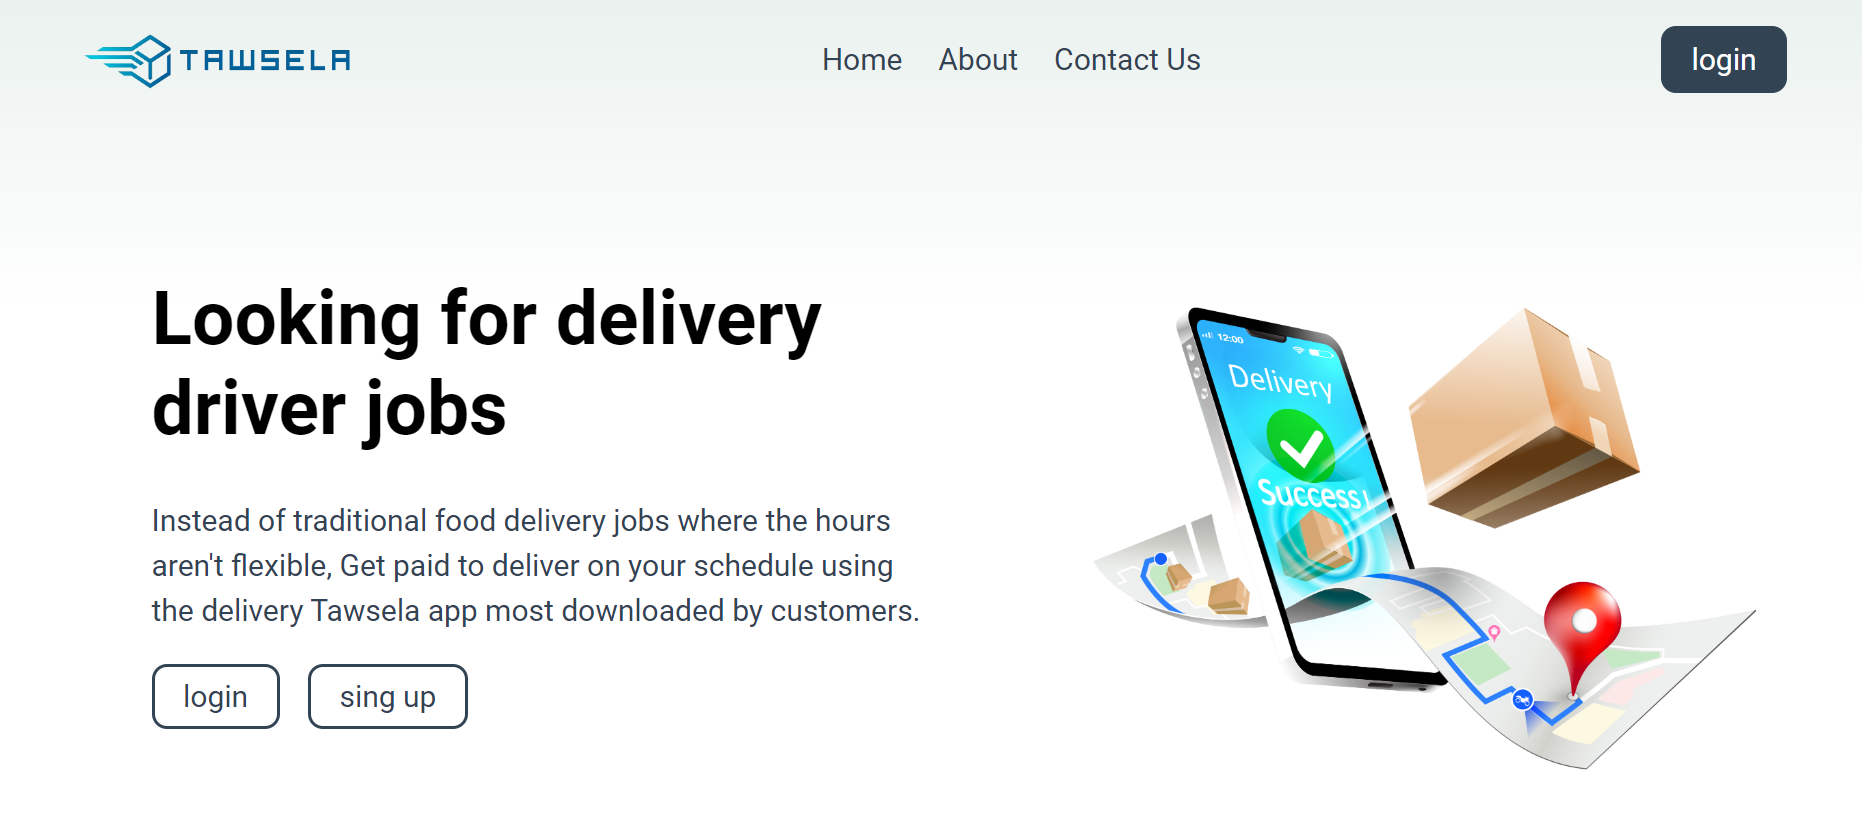 TAWSELA
Home About Contact Us
login
Looking for delivery
driver jobs
Instead of traditional food delivery jobs where the hours
aren't flexible, Get paid to deliver on your schedule using
the delivery Tawsela app most downloaded by customers.
login
sing up
12:00
Delivery
Success!